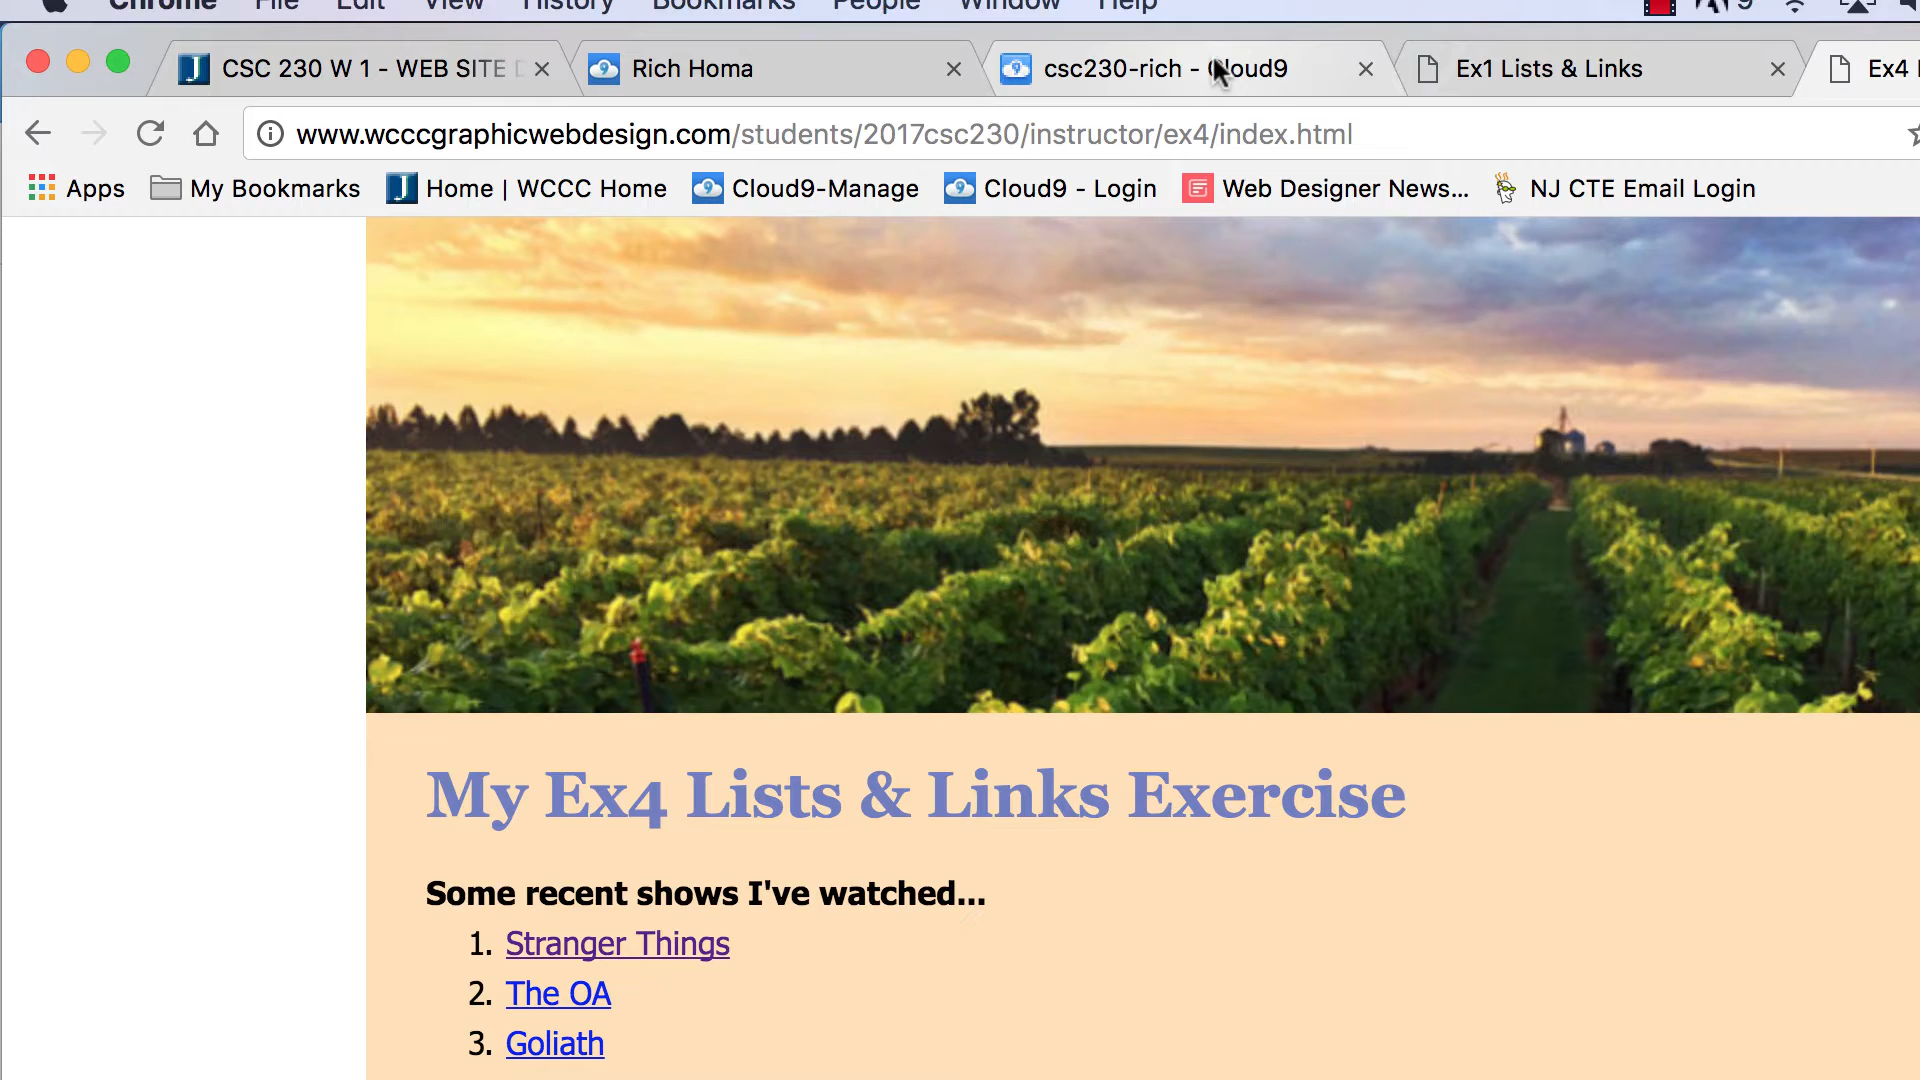 Chrome File Edit View History Bookmarks People Window Help 9
CSC 230 W 1 - WEB SITE
Rich Homa
csc230-rich - Cloud9
Ex1 Lists & Links
Ex4
www.wcccgraphicwebdesign.com/students/2017csc230/instructor/ex4/index.html
Apps My Bookmarks Home | WCCC Home Cloud9-Manage Cloud9 - Login Web Designer News... NJ CTE Email Login
My Ex4 Lists & Links Exercise
Some recent shows I've watched...
1. Stranger Things
2. The OA
3. Goliath